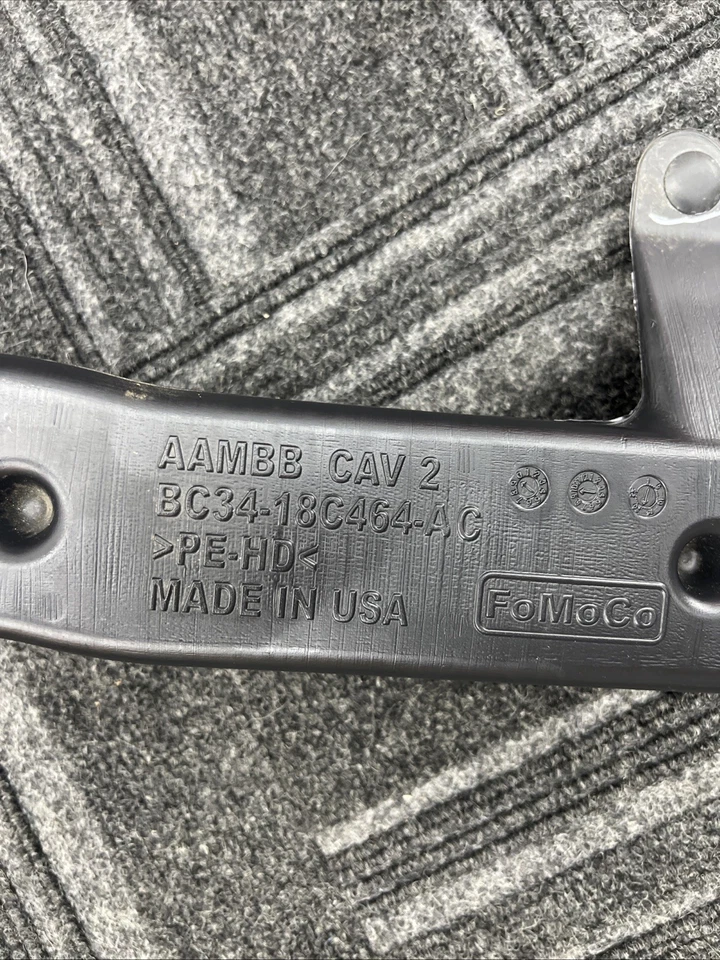 AAMBB CAV 2
BC34-18C464-AC
>PE-HD<
MADE IN USA
FoMoCo